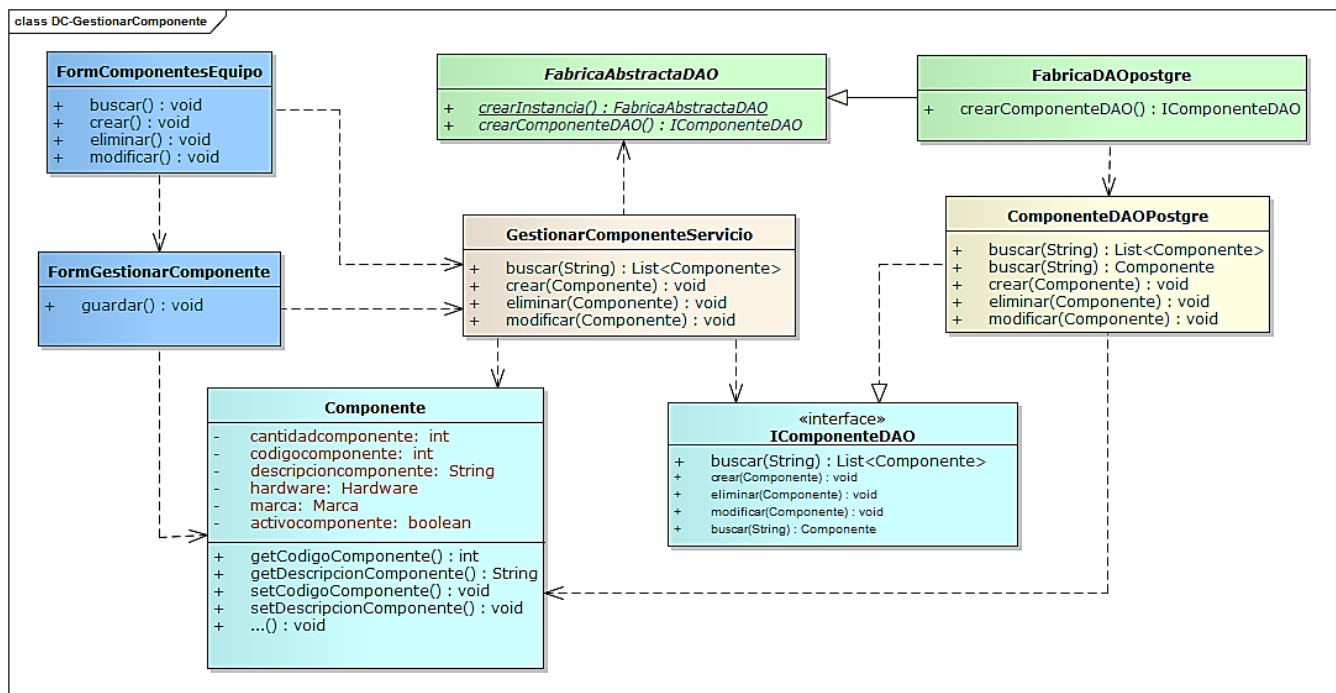 class DC-GestionarComponente
FormComponentesEquipo
+ buscar() : void
+ crear() : void
+ eliminar() : void
+ modificar() : void
FabricaAbstractaDAO
+ crearInstancia() : FabricaAbstractaDAO
+ crearComponenteDAO() : IComponenteDAO
FabricaDAOpostgre
+ crearComponenteDAO() : IComponenteDAO
FormGestionarComponente
+ guardar() : void
GestionarComponenteServicio
+ buscar(String) : List<Componente>
+ crear(Componente) : void
+ eliminar(Componente) : void
+ modificar(Componente) : void
ComponenteDAOPostgre
+ buscar(String) : List<Componente>
+ buscar(String) : Componente
+ crear(Componente) : void
+ eliminar(Componente) : void
+ modificar(Componente) : void
Componente
- cantidadcomponente: int
- codigocomponente: int
- descripcioncomponente: String
- hardware: Hardware
- marca: Marca
- activocomponente: boolean
+ getCodigoComponente() : int
+ getDescripcionComponente() : String
+ setCodigoComponente() : void
+ setDescripcionComponente() : void
+ ...() : void
«interface»
IComponenteDAO
+ buscar(String) : List<Componente>
+ crear(Componente) : void
+ eliminar(Componente) : void
+ modificar(Componente) : void
+ buscar(String) : Componente